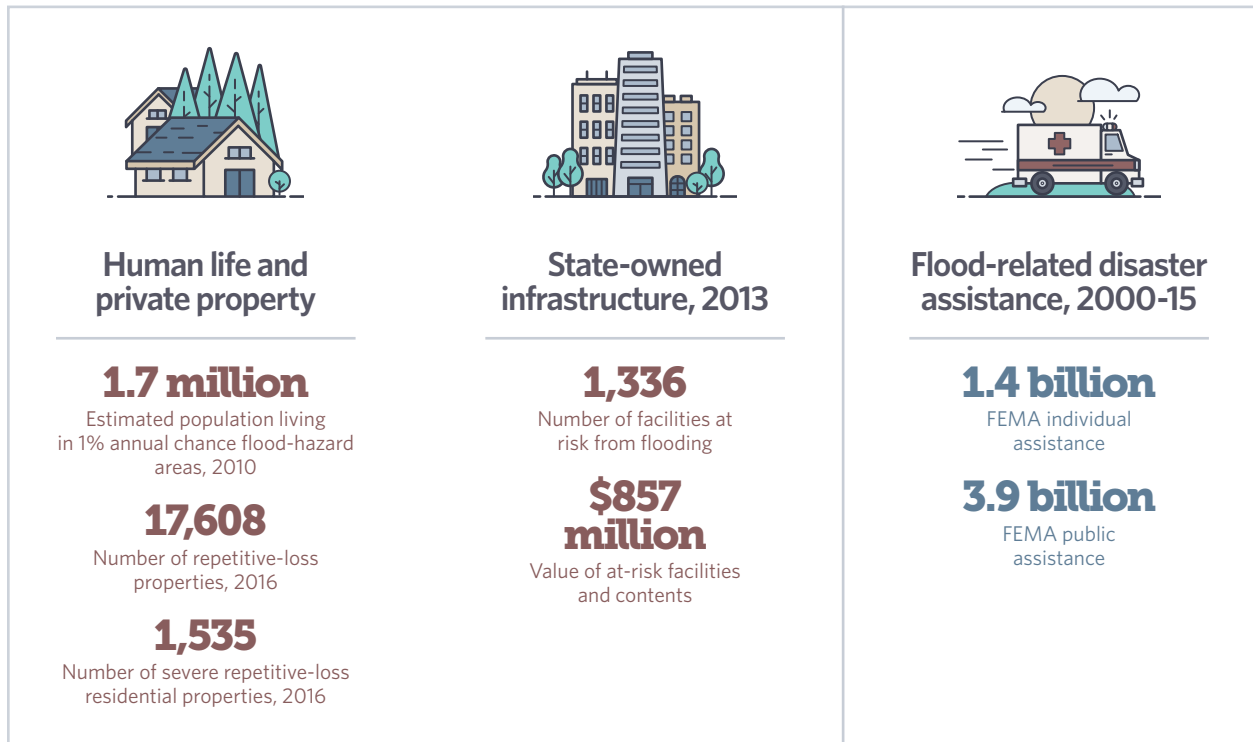 Human life and
private property
1.7 million
Estimated population living
in 1% annual chance flood-hazard
areas, 2010
17,608
Number of repetitive-loss
properties, 2016
1,535
Number of severe repetitive-loss
residential properties, 2016
State-owned
infrastructure, 2013
1,336
Number of facilities at
risk from flooding
$857
million
Value of at-risk facilities
and contents
Flood-related disaster
assistance, 2000-15
1.4 billion
FEMA individual
assistance
3.9 billion
FEMA public
assistance